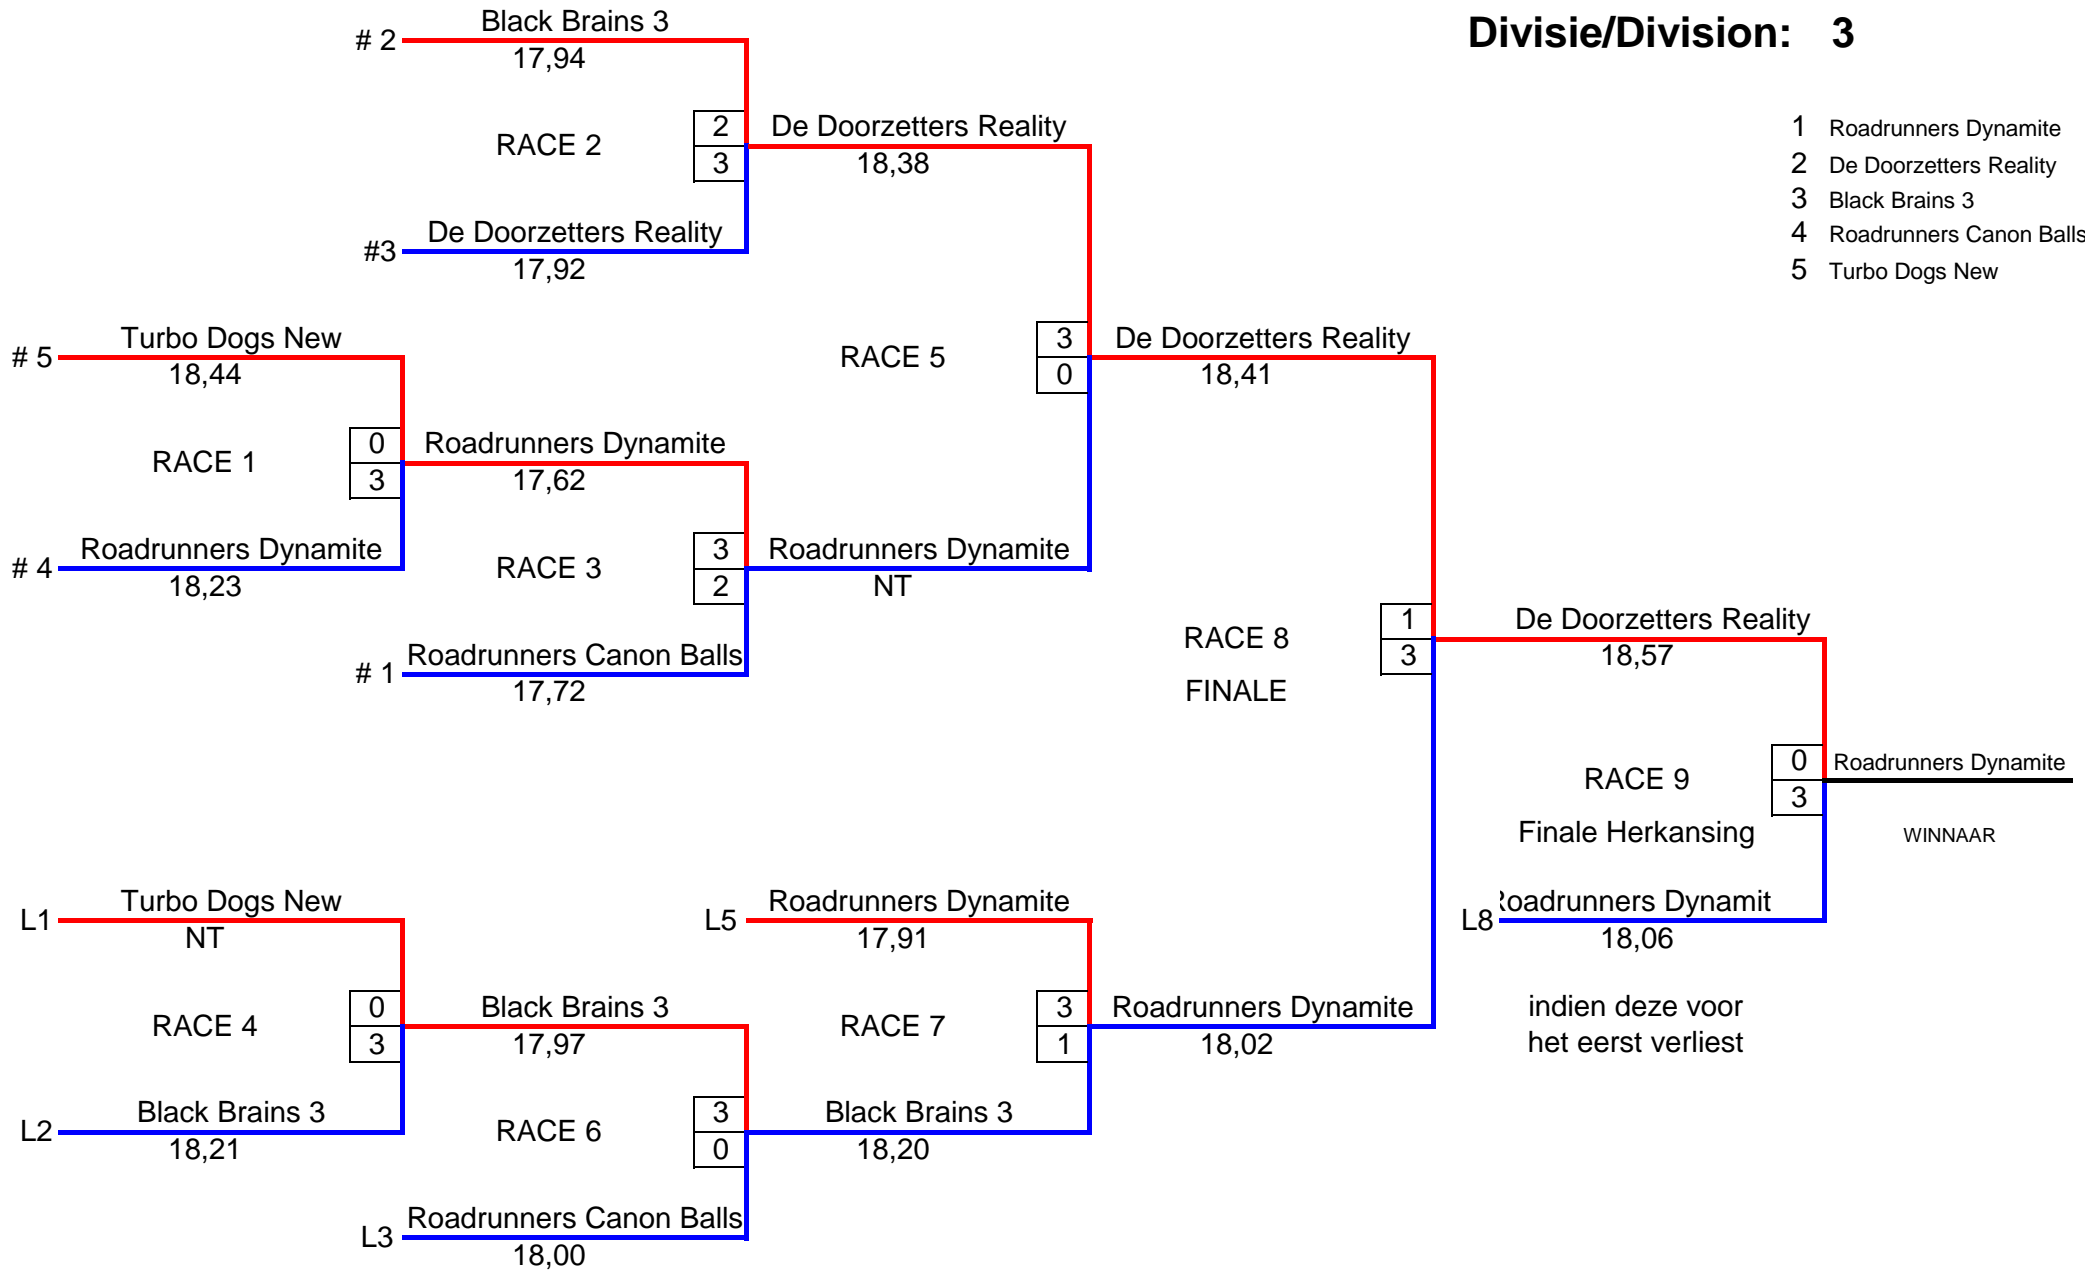 Divisie/Division: 3
1 Roadrunners Dynamite
2 De Doorzetters Reality
3 Black Brains 3
4 Roadrunners Canon Balls
5 Turbo Dogs New
# 2 Black Brains 3
17,94
RACE 2
2
3
#3 De Doorzetters Reality
17,92
De Doorzetters Reality
18,38
# 5 Turbo Dogs New
18,44
RACE 1
0
3
# 4 Roadrunners Dynamite
18,23
Roadrunners Dynamite
17,62
RACE 3
3
2
# 1 Roadrunners Canon Balls
17,72
Roadrunners Dynamite
NT
RACE 5
3
0
De Doorzetters Reality
18,41
RACE 8
FINALE
1
3
De Doorzetters Reality
18,57
RACE 9
Finale Herkansing
0
3
Roadrunners Dynamite
WINNAAR
L8 Roadrunners Dynamit
18,06
indien deze voor
het eerst verliest
L1 Turbo Dogs New
NT
RACE 4
0
3
L2 Black Brains 3
18,21
Black Brains 3
17,97
RACE 6
3
0
L3 Roadrunners Canon Balls
18,00
L5 Roadrunners Dynamite
17,91
RACE 7
3
1
Black Brains 3
18,20
Roadrunners Dynamite
18,02